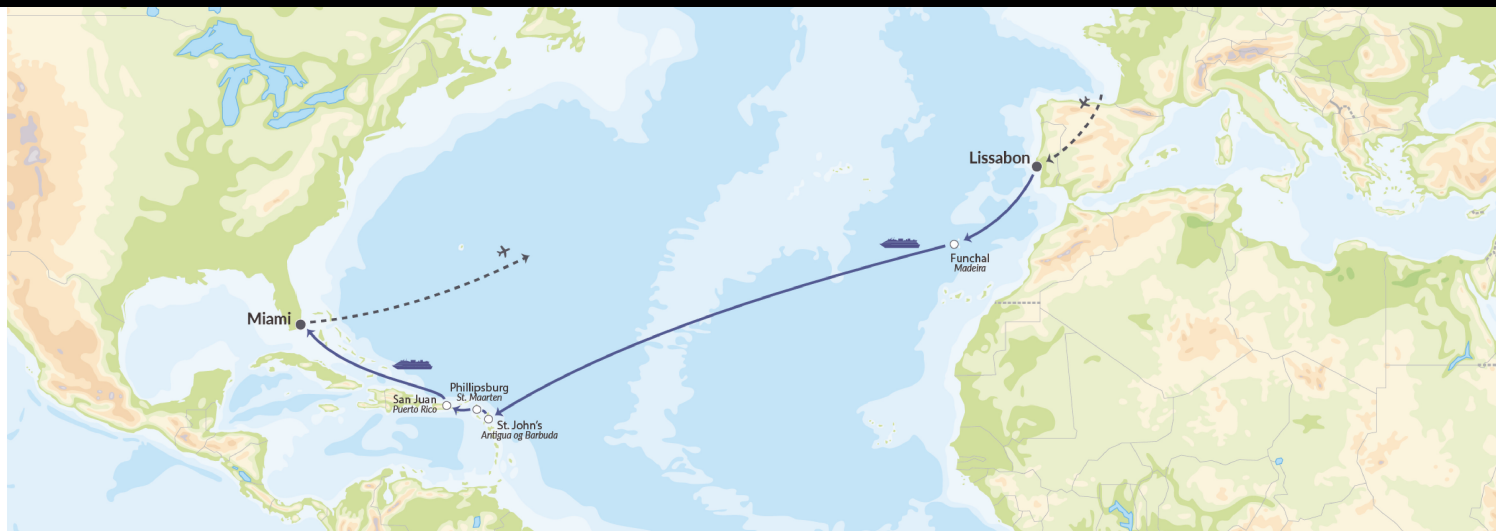 Lissabon
Funchal
Madeira
Miami
Phillipsburg
St. Maarten
San Juan
Puerto Rico
St. John's
Antigua og Barbuda